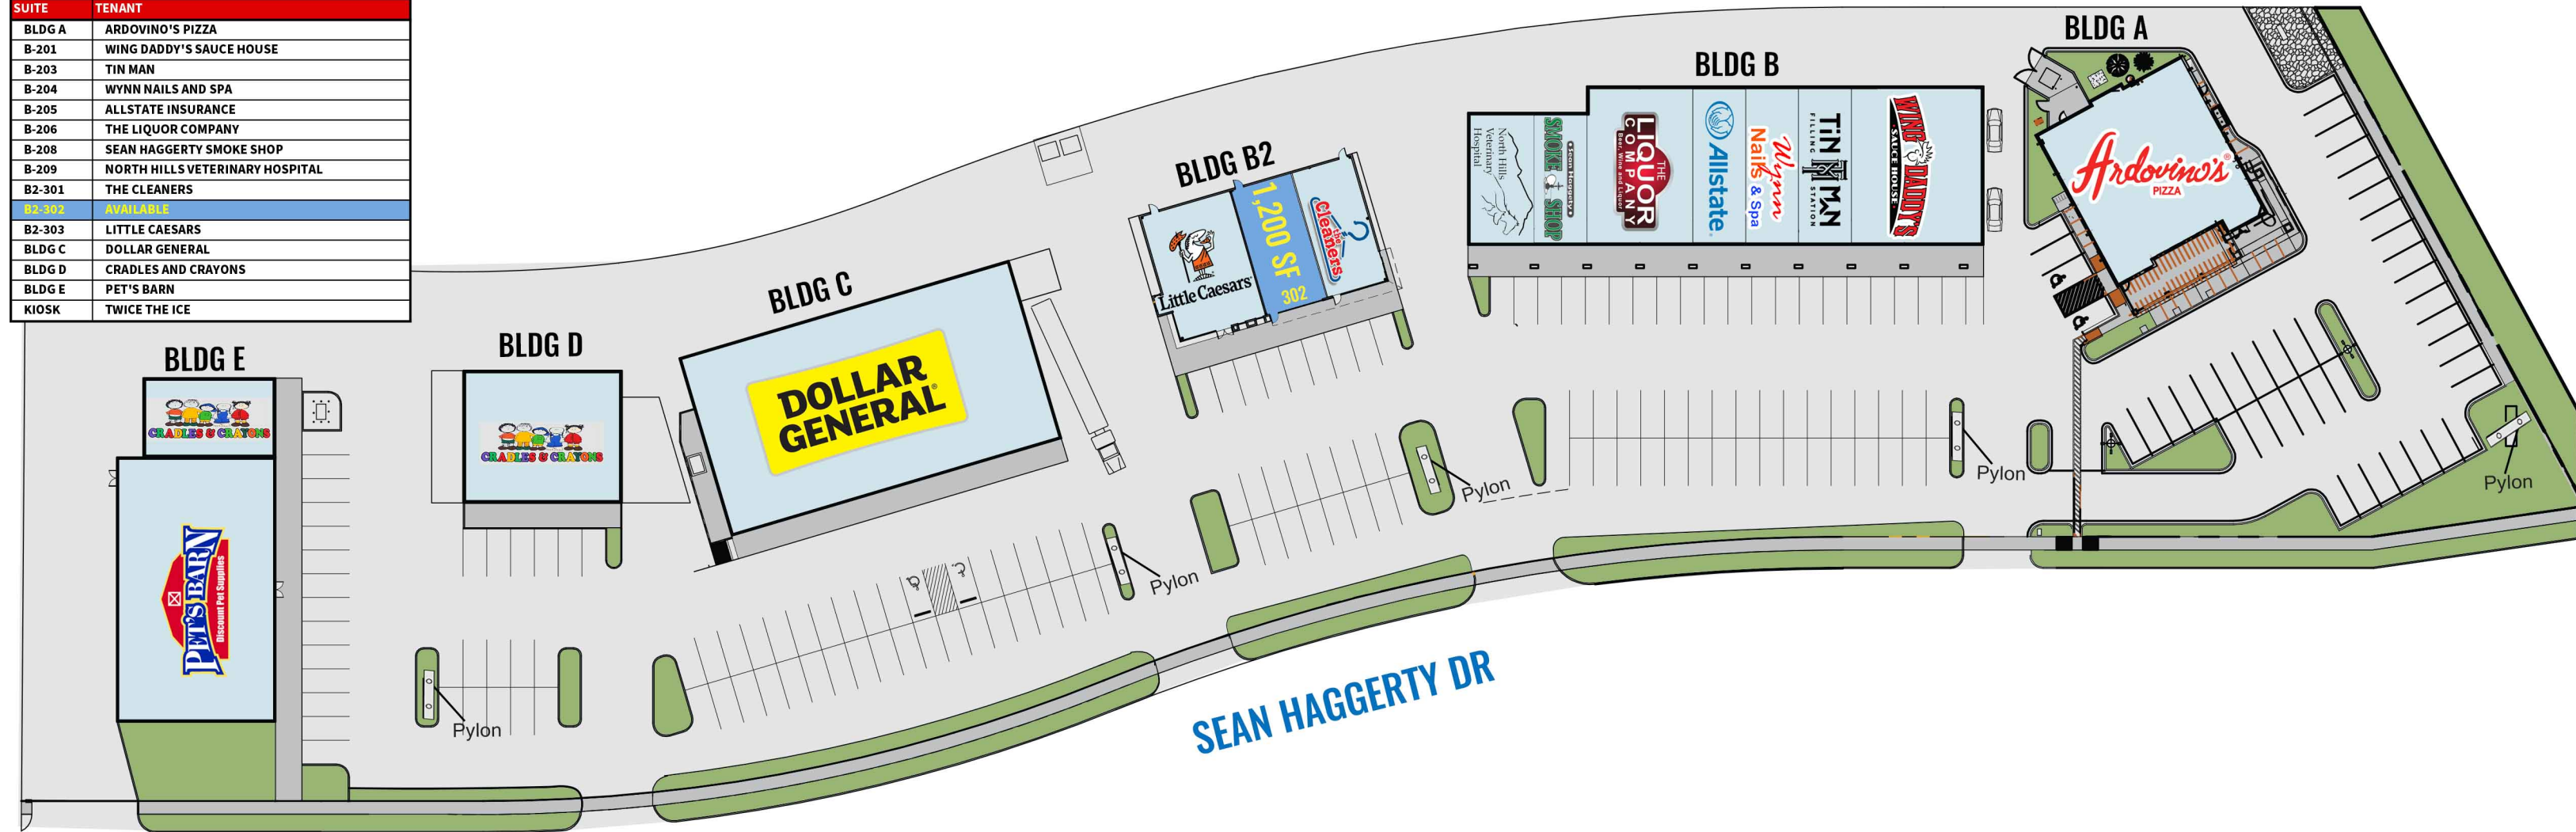 SUITE TENANT
BLDG A ARDOVINO'S PIZZA
B-201 WING DADDY'S SAUCE HOUSE
B-203 TIN MAN
B-204 WYNN NAILS AND SPA
B-205 ALLSTATE INSURANCE
B-206 THE LIQUOR COMPANY
B-208 SEAN HAGGERTY SMOKE SHOP
B-209 NORTH HILLS VETERINARY HOSPITAL
B2-301 THE CLEANERS
B2-302 AVAILABLE
B2-303 LITTLE CAESARS
BLDG C DOLLAR GENERAL
BLDG D CRADLES AND CRAYONS
BLDG E PET'S BARN
KIOSK TWICE THE ICE
BLDG E
CRADLES & CRAYONS
PET'S BARN
Discount Pet Supplies
BLDG D
CRADLES & CRAYONS
Pylon
BLDG C
DOLLAR
GENERAL®
Pylon
BLDG B2
Little Caesars®
1,200 SF
302
the
Cleaners
Pylon
BLDG B
North Hills
Veterinary
Hospital
Sean Haggerty
SMOKE SHOP
THE
LIQUOR
COMPANY
Beer, Wine and Liquor
Allstate®
Wynn
Nails & Spa
TIN MAN
FILLING STATION
WING DADDY'S
SAUCE HOUSE
Pylon
BLDG A
Ardovino's®
PIZZA
Pylon
SEAN HAGGERTY DR